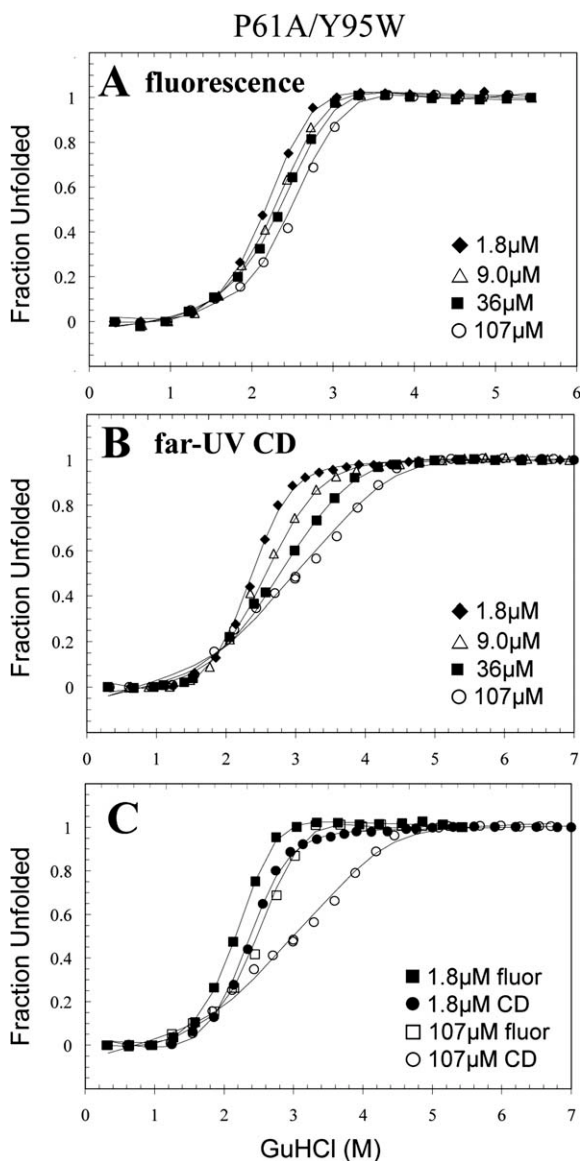 P61A/Y95W
A fluorescence
Fraction Unfolded
1
0.8
0.6
0.4
0.2
0
1.8µM
9.0µM
36µM
107µM
0 1 2 3 4 5 6
B far-UV CD
Fraction Unfolded
1
0.8
0.6
0.4
0.2
0
1.8µM
9.0µM
36µM
107µM
0 1 2 3 4 5 6 7
C
Fraction Unfolded
1
0.8
0.6
0.4
0.2
0
1.8µM fluor
1.8µM CD
107µM fluor
107µM CD
0 1 2 3 4 5 6 7
GuHCl (M)